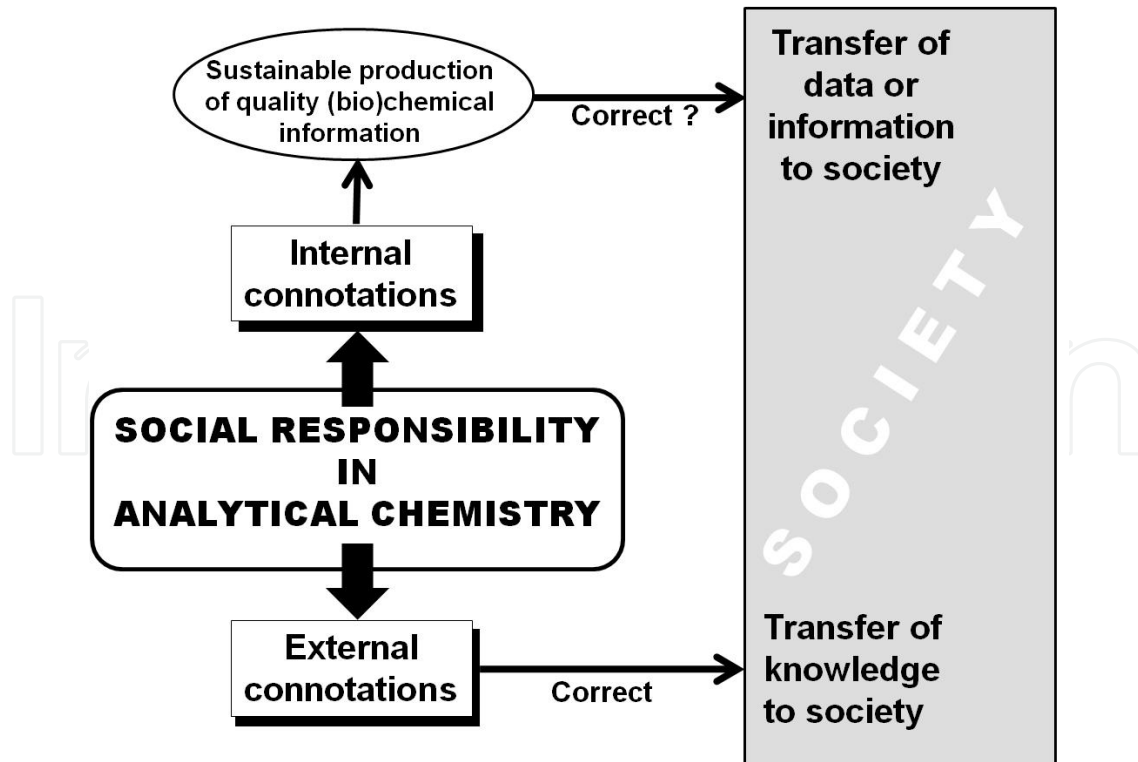 Sustainable production
of quality (bio)chemical
information
Correct ?
Transfer of
data or
information
to society
Internal
connotations
SOCIETY
SOCIAL RESPONSIBILITY
IN
ANALYTICAL CHEMISTRY
External
connotations
Correct
Transfer of
knowledge
to society